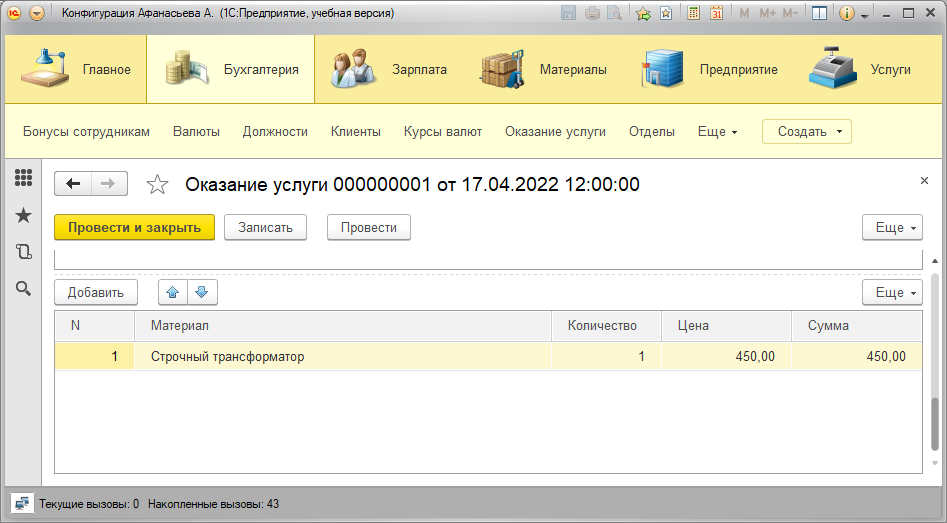 Конфигурация Афанасьева А. (1С:Предприятие, учебная версия)
M M+ M−
Главное Бухгалтерия Зарплата Материалы Предприятие Услуги
Бонусы сотрудникам Валюты Должности Клиенты Курсы валют Оказание услуги Отделы Еще Создать
Оказание услуги 000000001 от 17.04.2022 12:00:00
Провести и закрыть Записать Провести Еще
Добавить Еще
N Материал Количество Цена Сумма
1 Строчный трансформатор 1 450,00 450,00
Текущие вызовы: 0 Накопленные вызовы: 43